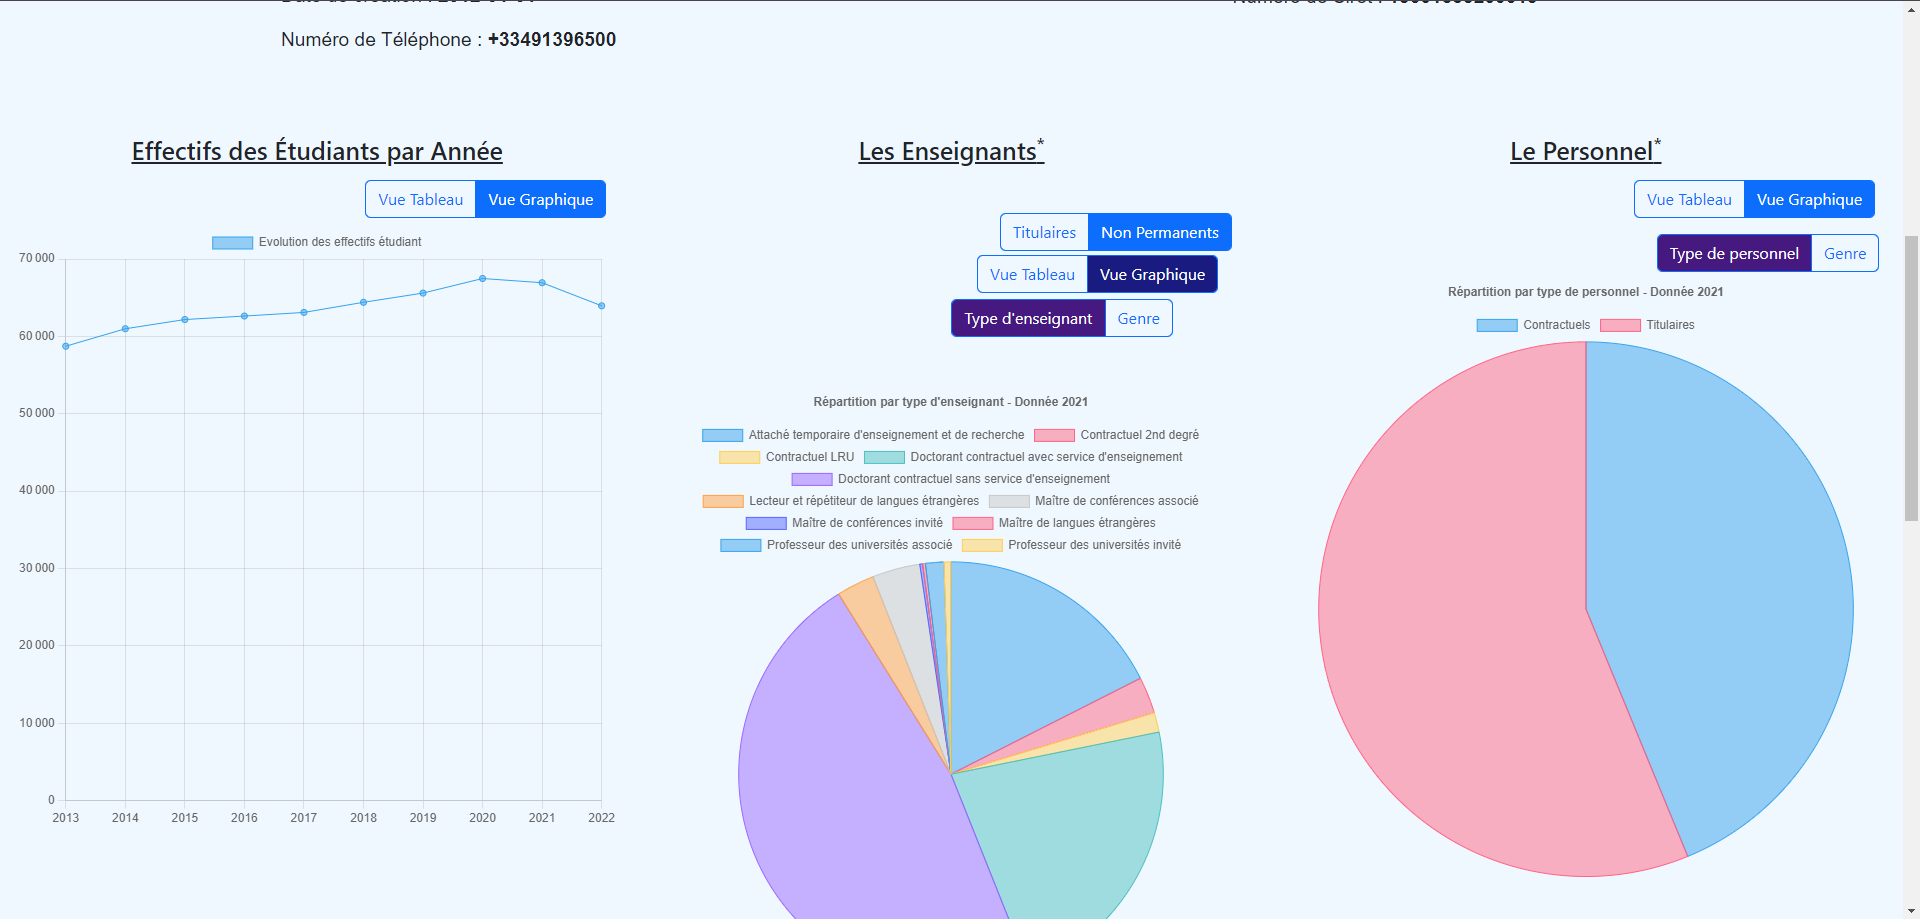 Numéro de Téléphone : +33491396500
Effectifs des Étudiants par Année
Vue Tableau
Vue Graphique
Evolution des effectifs étudiant
70 000
60 000
50 000
40 000
30 000
20 000
10 000
0
2013
2014
2015
2016
2017
2018
2019
2020
2021
2022
Les Enseignants*
Titulaires
Non Permanents
Vue Tableau
Vue Graphique
Type d'enseignant
Genre
Répartition par type d'enseignant - Donnée 2021
Attaché temporaire d'enseignement et de recherche
Contractuel 2nd degré
Contractuel LRU
Doctorant contractuel avec service d'enseignement
Doctorant contractuel sans service d'enseignement
Lecteur et répétiteur de langues étrangères
Maître de conférences associé
Maître de conférences invité
Maître de langues étrangères
Professeur des universités associé
Professeur des universités invité
Le Personnel*
Vue Tableau
Vue Graphique
Type de personnel
Genre
Répartition par type de personnel - Donnée 2021
Contractuels
Titulaires